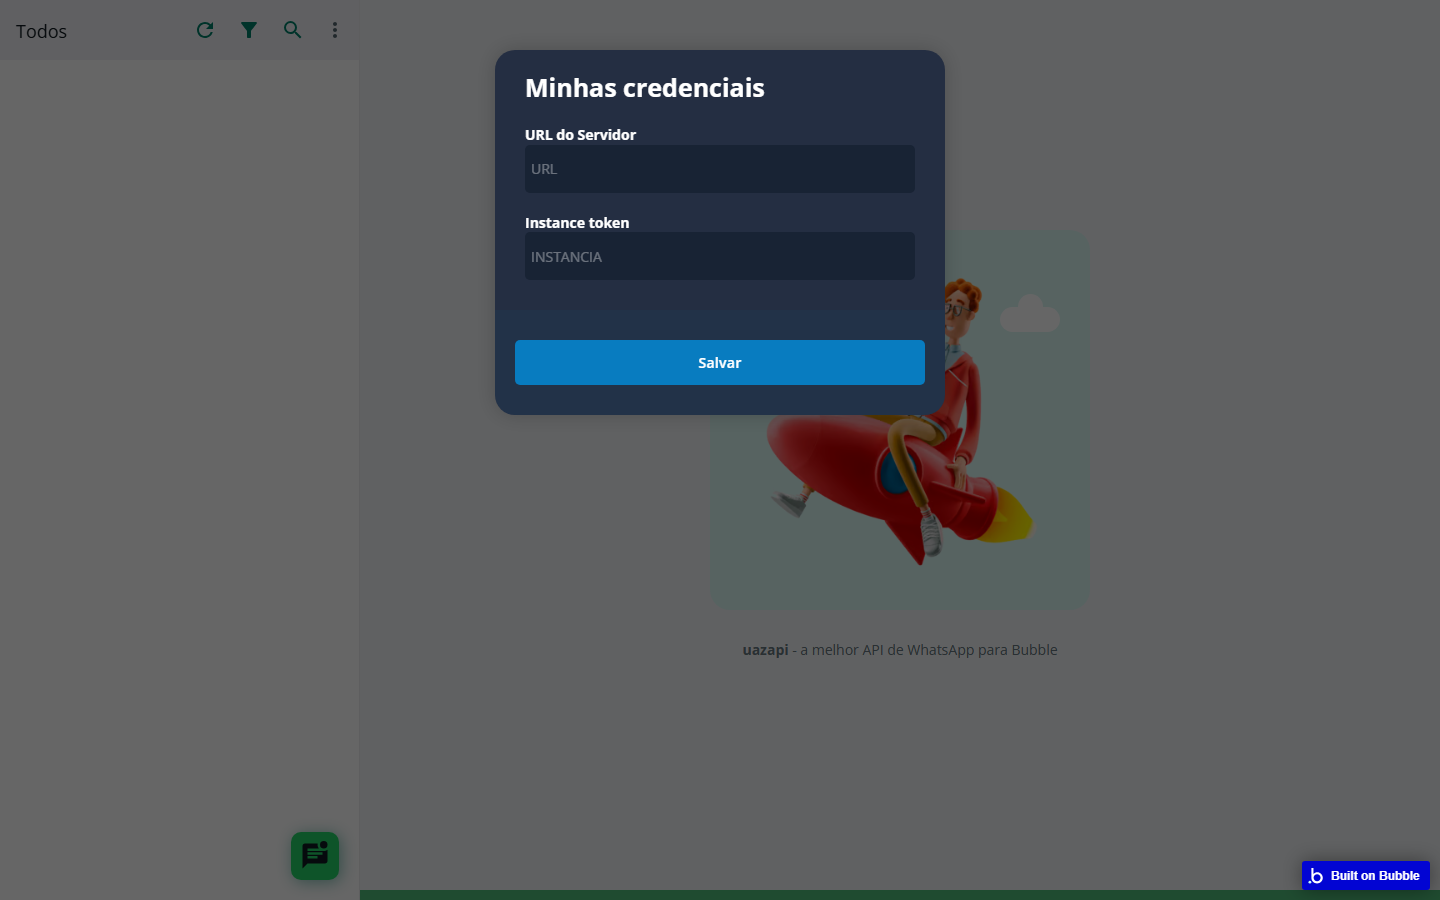 Todos
Minhas credenciais
URL do Servidor
URL
Instance token
INSTANCIA
Salvar
uazapi - a melhor API de WhatsApp para Bubble
Built on Bubble